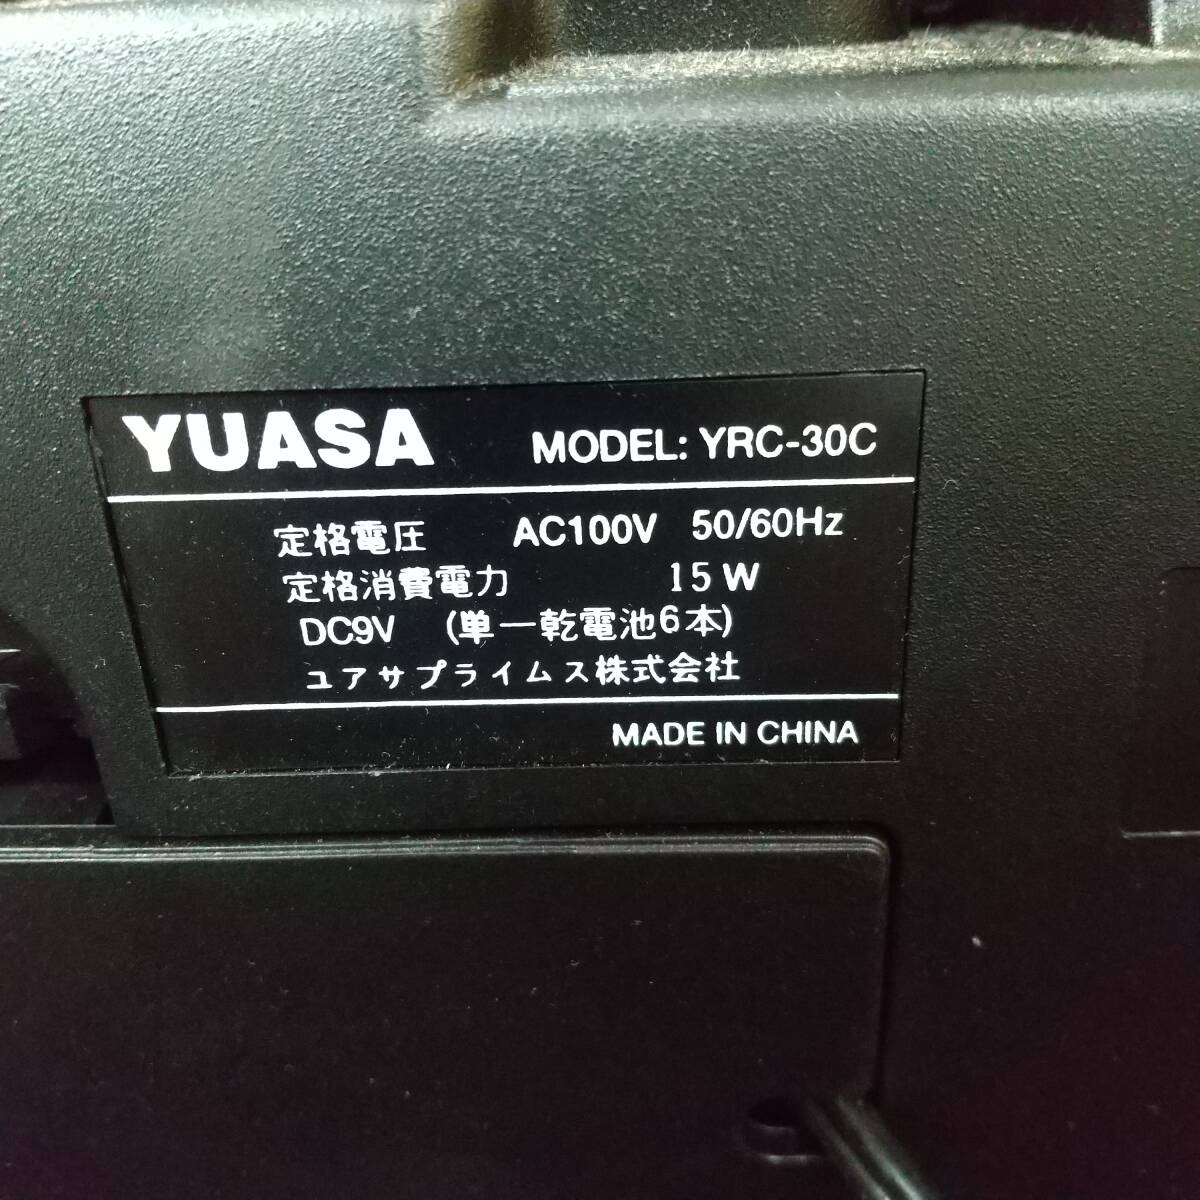 YUASA MODEL: YRC-30C
定格電圧 AC100V 50/60Hz
定格消費電力 15W
DC9V (単一乾電池6本)
ユアサプライムス株式会社
MADE IN CHINA